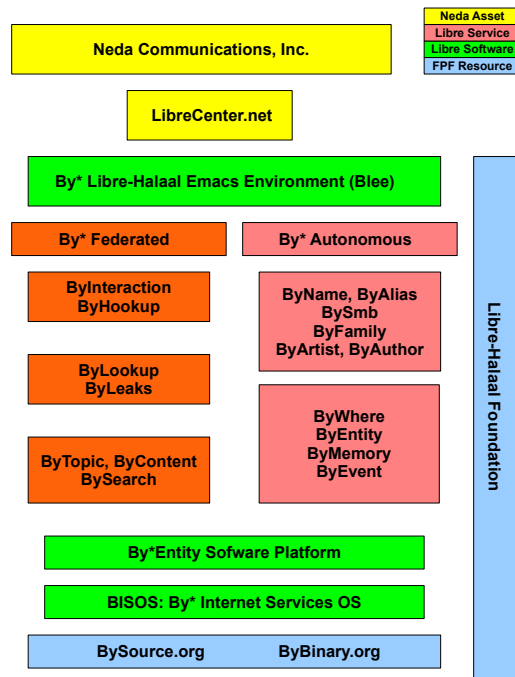 Neda Asset
Libre Service
Libre Software
FPF Resource
Neda Communications, Inc.
LibreCenter.net
By* Libre-Halaal Emacs Environment (Blee)
By* Federated
By* Autonomous
ByInteraction
ByHookup
ByName, ByAlias
BySmb
ByFamily
ByArtist, ByAuthor
ByLookup
ByLeaks
ByWhere
ByEntity
ByMemory
ByEvent
ByTopic, ByContent
BySearch
Libre-Halaal Foundation
By*Entity Sofware Platform
BISOS: By* Internet Services OS
BySource.org ByBinary.org